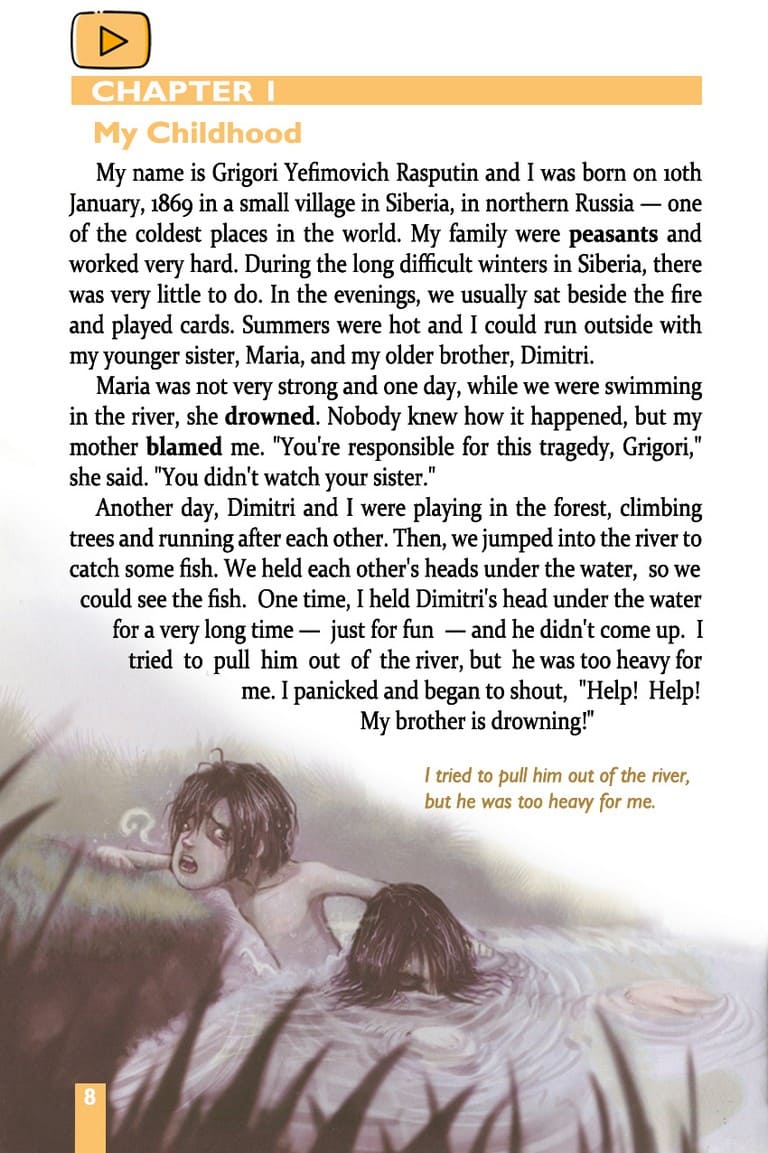 CHAPTER 1
My Childhood
My name is Grigori Yefimovich Rasputin and I was born on 10th
January, 1869 in a small village in Siberia, in northern Russia — one
of the coldest places in the world. My family were peasants and
worked very hard. During the long difficult winters in Siberia, there
was very little to do. In the evenings, we usually sat beside the fire
and played cards. Summers were hot and I could run outside with
my younger sister, Maria, and my older brother, Dimitri.
Maria was not very strong and one day, while we were swimming
in the river, she drowned. Nobody knew how it happened, but my
mother blamed me. "You're responsible for this tragedy, Grigori,"
she said. "You didn't watch your sister."
Another day, Dimitri and I were playing in the forest, climbing
trees and running after each other. Then, we jumped into the river to
catch some fish. We held each other's heads under the water, so we
could see the fish. One time, I held Dimitri's head under the water
for a very long time — just for fun — and he didn't come up. I
tried to pull him out of the river, but he was too heavy for
me. I panicked and began to shout, "Help! Help!
My brother is drowning!"
I tried to pull him out of the river,
but he was too heavy for me.
8